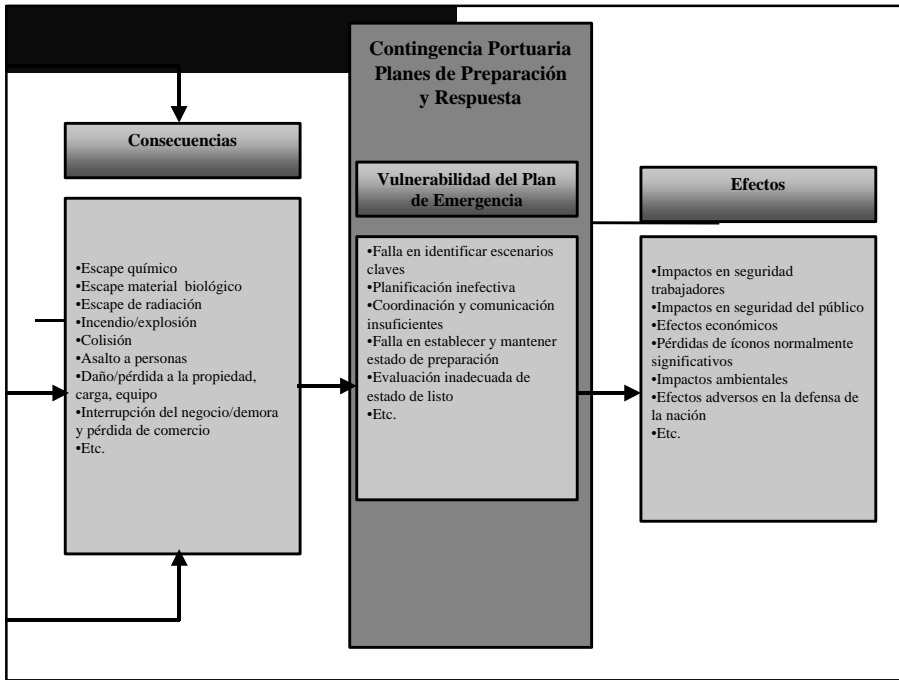 Contingencia Portuaria
Planes de Preparación
y Respuesta
Consecuencias
•Escape químico
•Escape material biológico
•Escape de radiación
•Incendio/explosión
•Colisión
•Asalto a personas
•Daño/pérdida a la propiedad,
carga, equipo
•Interrupción del negocio/demora
y pérdida de comercio
•Etc.
Vulnerabilidad del Plan
de Emergencia
•Falla en identificar escenarios
claves
•Planificación inefectiva
•Coordinación y comunicación
insuficientes
•Falla en establecer y mantener
estado de preparación
•Evaluación inadecuada de
estado de listo
•Etc.
Efectos
•Impactos en seguridad
trabajadores
•Impactos en seguridad del público
•Efectos económicos
•Pérdidas de íconos normalmente
significativos
•Impactos ambientales
•Efectos adversos en la defensa de
la nación
•Etc.